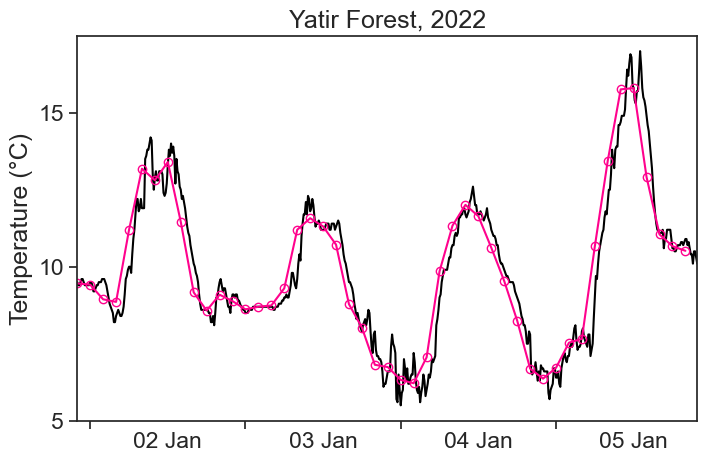 Yatir Forest, 2022
Temperature (°C)
15
10
5
02 Jan
03 Jan
04 Jan
05 Jan